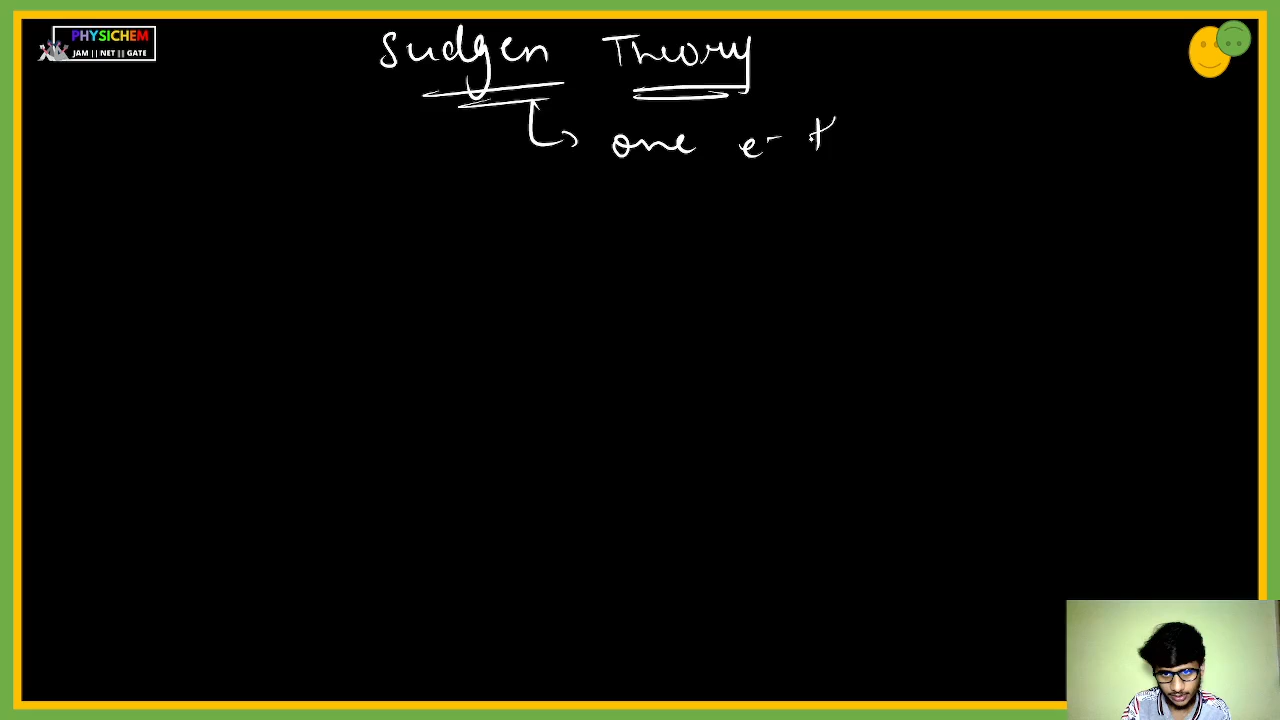 PHYSICHEM
JAM || NET || GATE
Sudgen Theory
one e- t